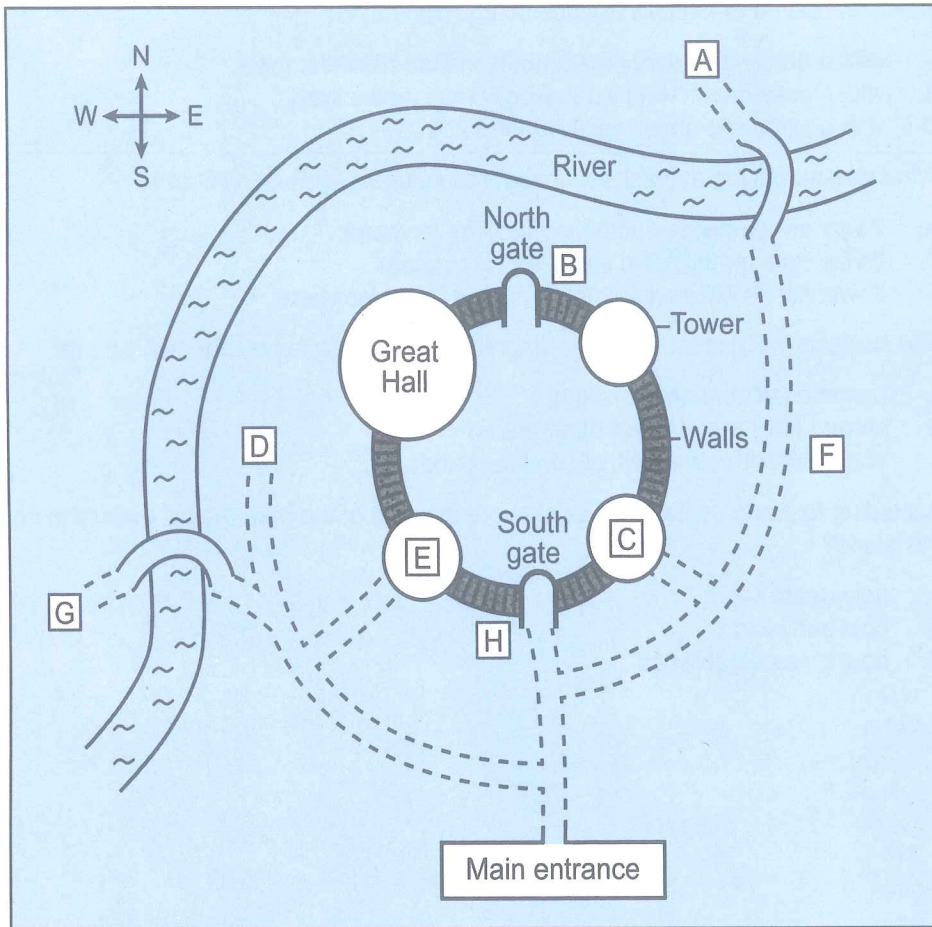 N
W E
S
A
River
North
gate
B
Great
Hall
Tower
Walls
D
F
South
gate
E
C
G
H
Main entrance